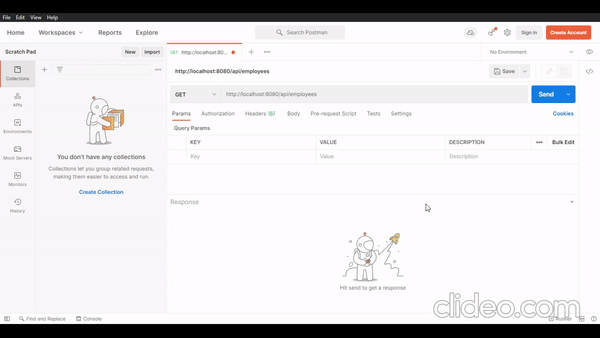 File Edit View Help
Home Workspaces Reports Explore Search Postman Sign In Create Account
Scratch Pad New Import GET http://localhost:80... No Environment
Collections
APIs
Environments
Mock Servers
Monitors
History
You don't have any collections
Collections let you group related requests,
making them easier to access and run.
Create Collection
http://localhost:8080/api/employees Save
GET http://localhost:8080/api/employees Send
Params Authorization Headers (6) Body Pre-request Script Tests Settings Cookies
Query Params
KEY VALUE DESCRIPTION Bulk Edit
Key Value Description
Response
Hit send to get a response
clideo.com
Find and Replace Console Runner